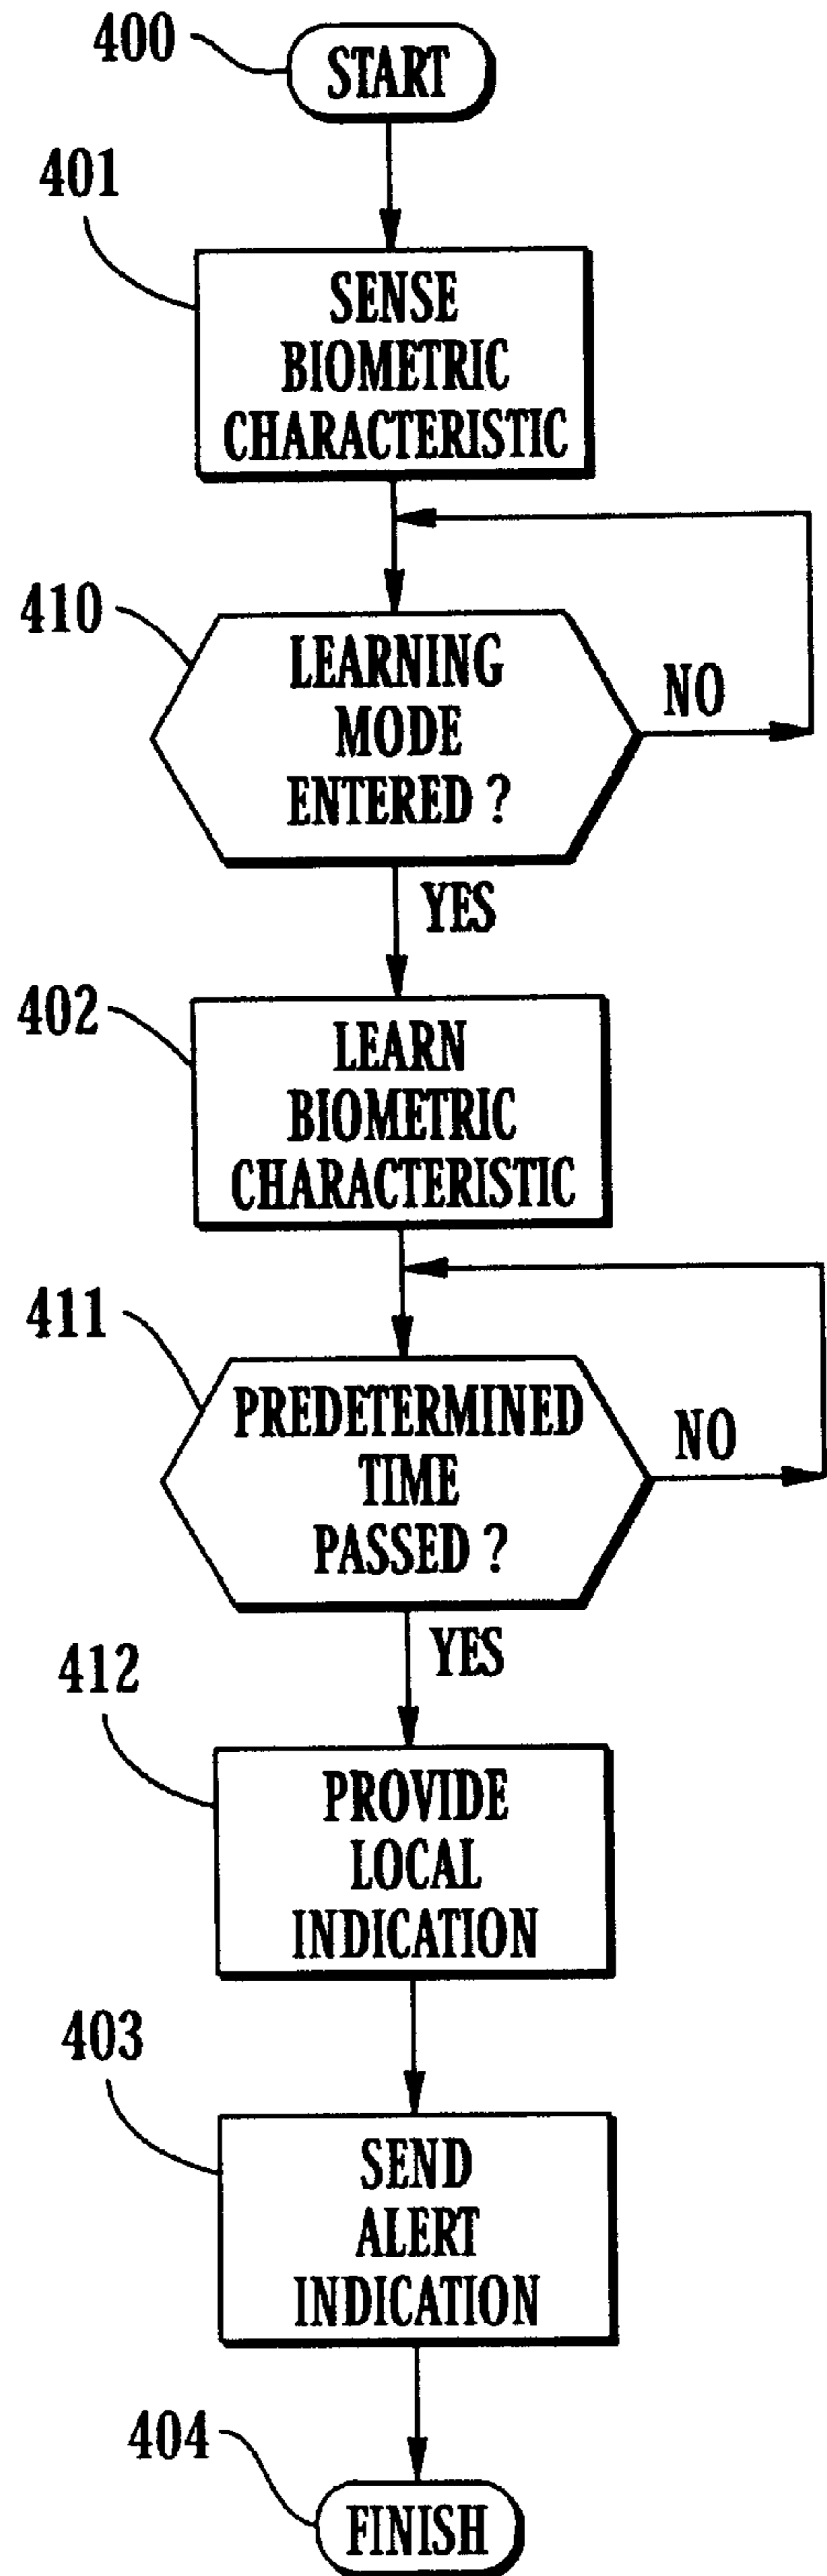 400
START
401
SENSE
BIOMETRIC
CHARACTERISTIC
410
LEARNING
MODE
ENTERED ?
NO
YES
402
LEARN
BIOMETRIC
CHARACTERISTIC
411
PREDETERMINED
TIME
PASSED ?
NO
YES
412
PROVIDE
LOCAL
INDICATION
403
SEND
ALERT
INDICATION
404
FINISH